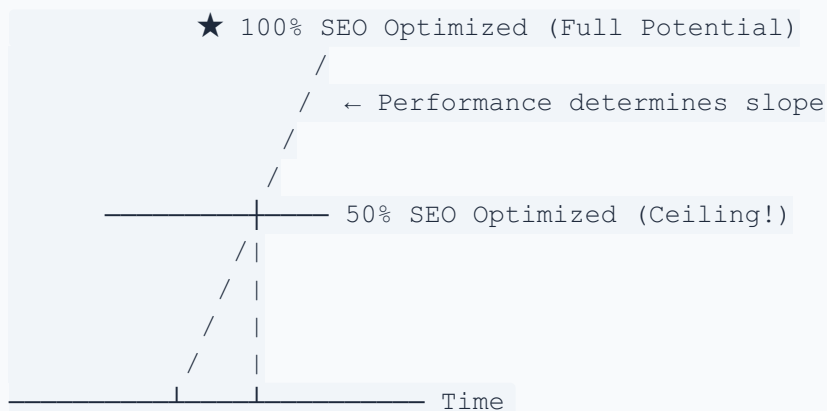 ★ 100% SEO Optimized (Full Potential)
/
/ ← Performance determines slope
/
/
─────────┼──── 50% SEO Optimized (Ceiling!)
/|
/ |
/ |
/ |
──────────┴────┴────────── Time